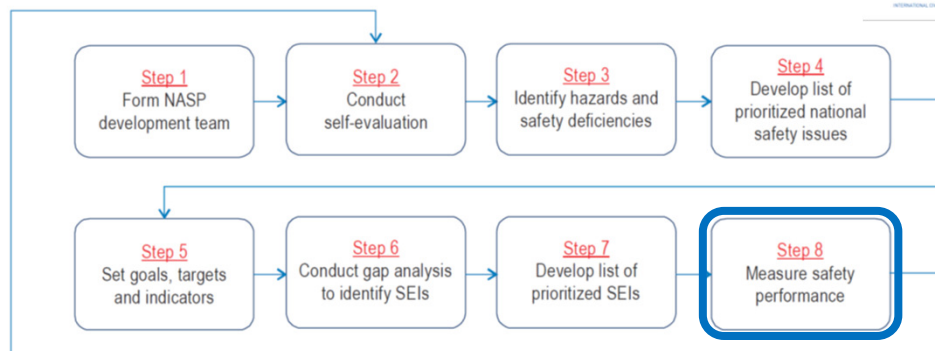 INTERNATIONAL
Step 1
Form NASP
development team
Step 2
Conduct
self-evaluation
Step 3
Identify hazards and
safety deficiencies
Step 4
Develop list of
prioritized national
safety issues
Step 5
Set goals, targets
and indicators
Step 6
Conduct gap analysis
to identify SEIs
Step 7
Develop list of
prioritized SEIs
Step 8
Measure safety
performance